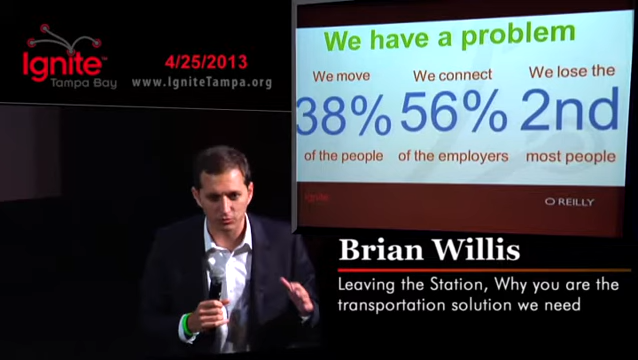 Ignite™
Tampa Bay
4/25/2013
www.IgniteTampa.org
We have a problem
We move
We connect
We lose the
38%
56%
2nd
of the people
of the employers
most people
ignite
O'REILLY
Brian Willis
Leaving the Station, Why you are the
transportation solution we need